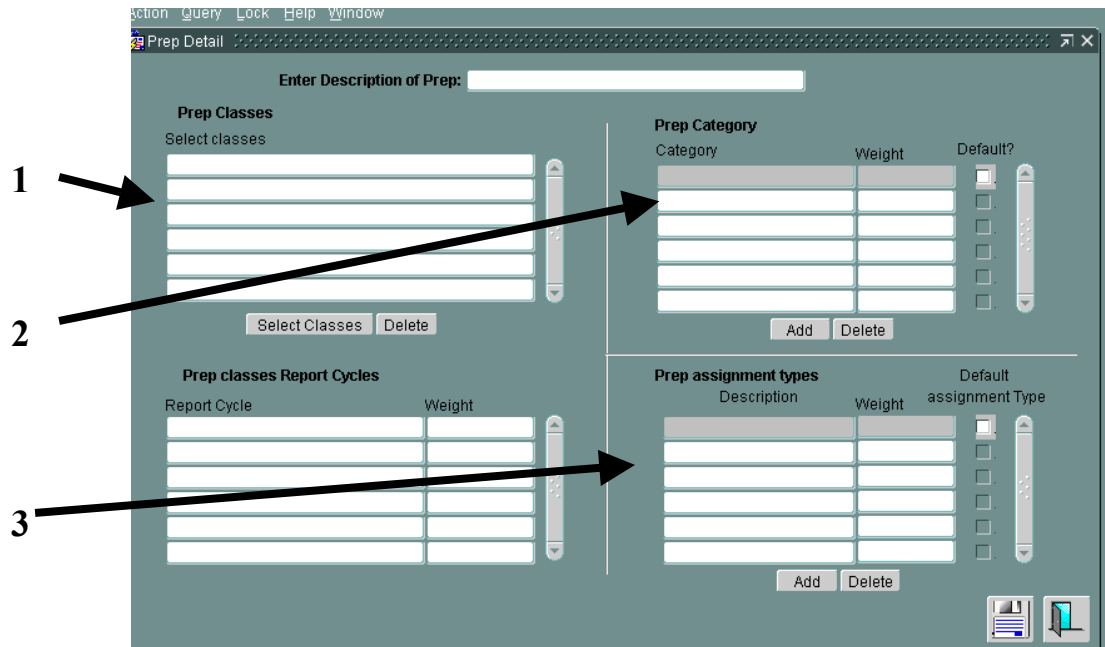 Action Query Lock Help Window
Prep Detail
Enter Description of Prep:
Prep Classes
Select classes
1
2
Select Classes Delete
Prep Category
Category Weight Default?
Add Delete
Prep classes Report Cycles
Report Cycle Weight
3
Prep assignment types
Description Weight Default assignment Type
Add Delete